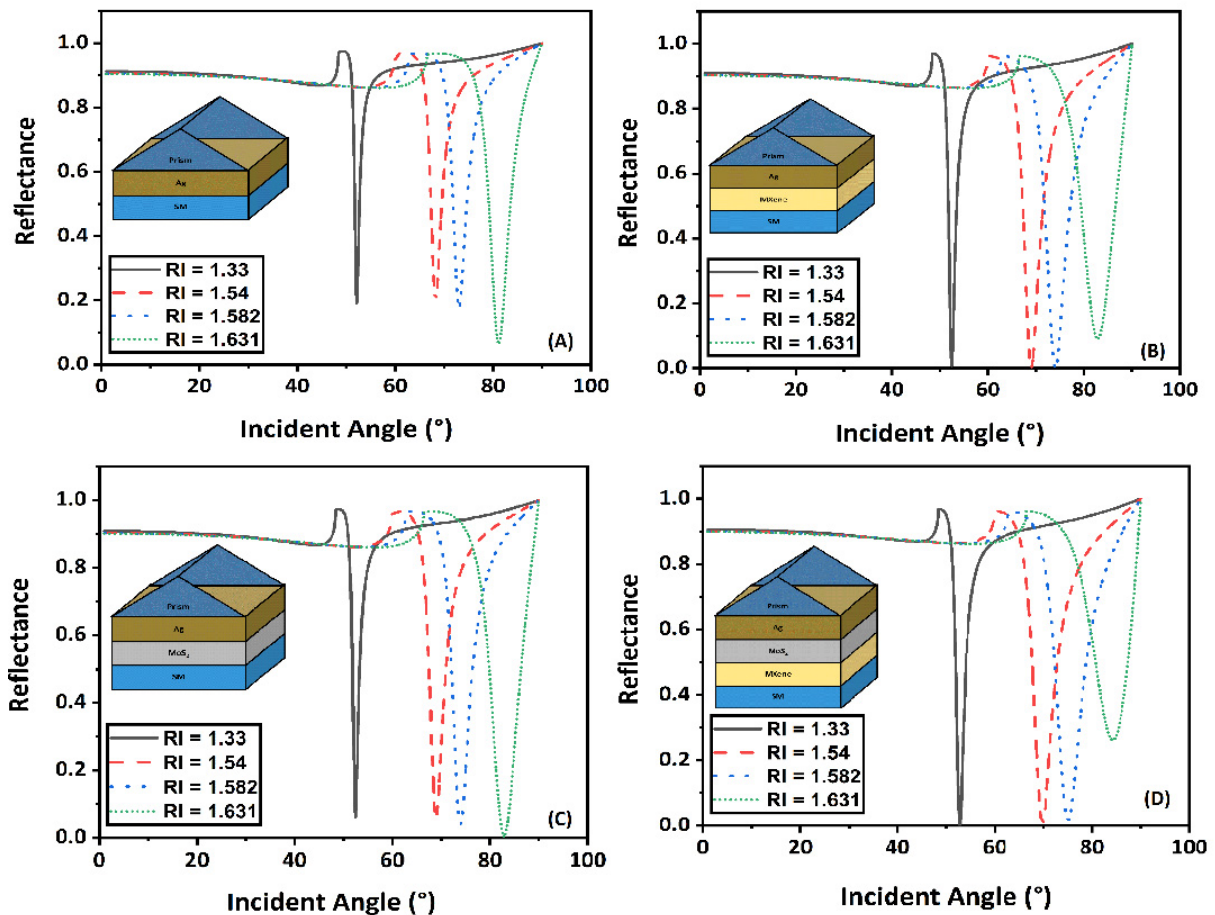 1.0
0.8
0.6
0.4
0.2
0.0
Reflectance
Prism
Ag
SM
RI = 1.33
RI = 1.54
RI = 1.582
RI = 1.631
(A)
0 20 40 60 80 100
Incident Angle (°)
1.0
0.8
0.6
0.4
0.2
0.0
Reflectance
Prism
Ag
MXene
SM
RI = 1.33
RI = 1.54
RI = 1.582
RI = 1.631
(B)
0 20 40 60 80 100
Incident Angle (°)
1.0
0.8
0.6
0.4
0.2
0.0
Reflectance
Prism
Ag
MoS₂
SM
RI = 1.33
RI = 1.54
RI = 1.582
RI = 1.631
(C)
0 20 40 60 80 100
Incident Angle (°)
1.0
0.8
0.6
0.4
0.2
0.0
Reflectance
Prism
Ag
MoS₂
MXene
SM
RI = 1.33
RI = 1.54
RI = 1.582
RI = 1.631
(D)
0 20 40 60 80 100
Incident Angle (°)